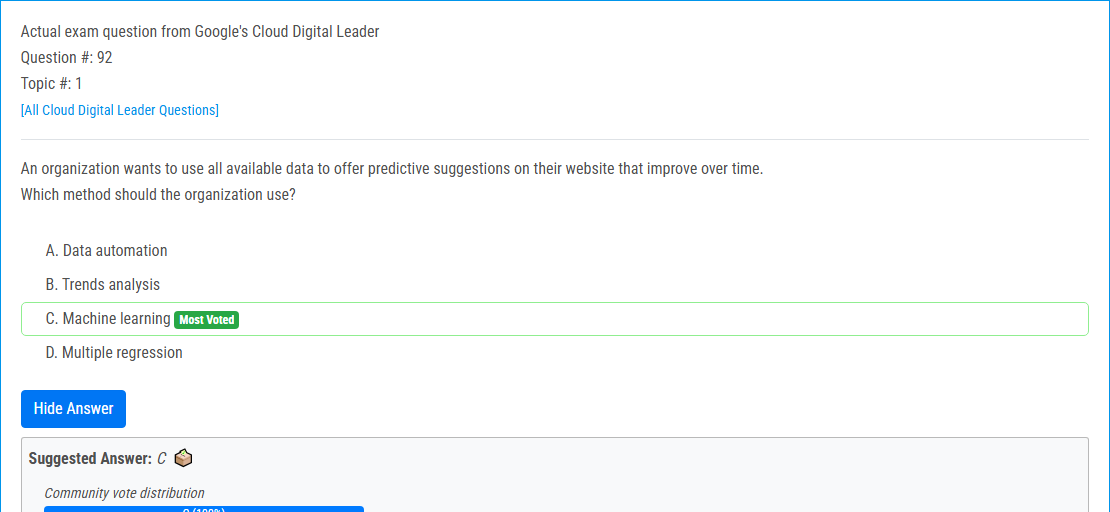 Actual exam question from Google's Cloud Digital Leader
Question #: 92
Topic #: 1
[All Cloud Digital Leader Questions]
An organization wants to use all available data to offer predictive suggestions on their website that improve over time.
Which method should the organization use?
A. Data automation
B. Trends analysis
C. Machine learning Most Voted
D. Multiple regression
Hide Answer
Suggested Answer: C
Community vote distribution